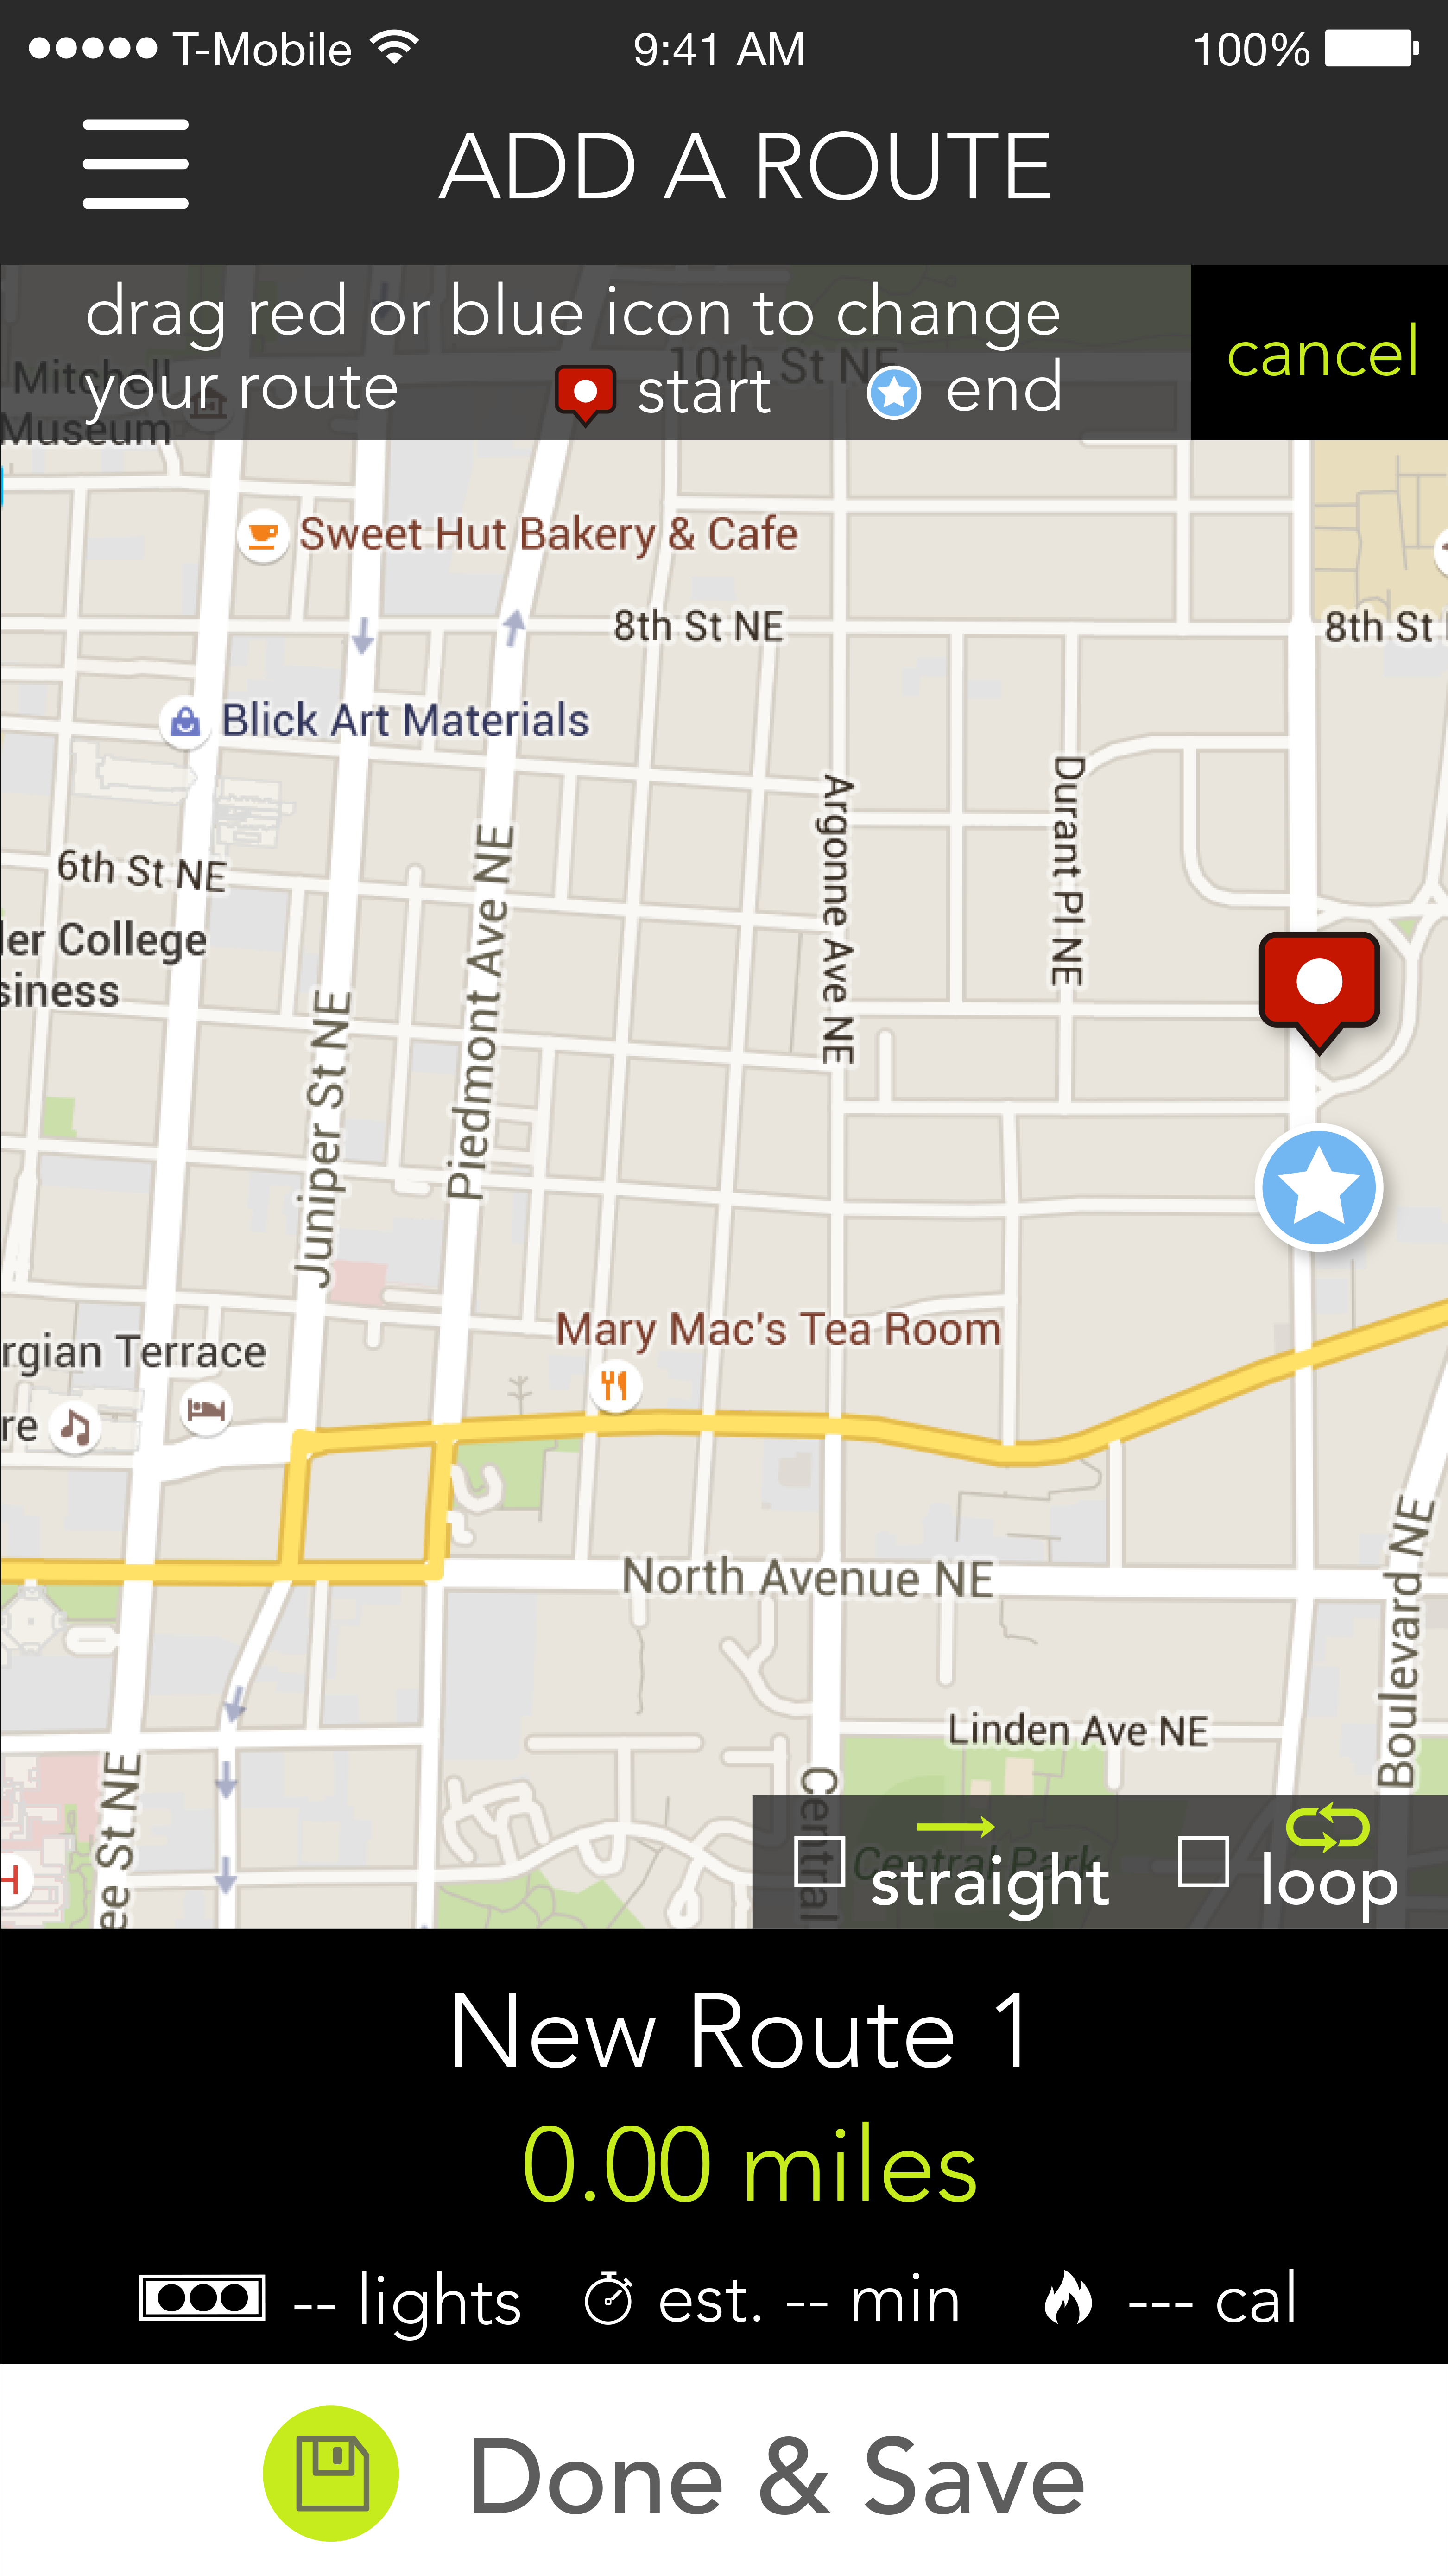 T-Mobile 9:41 AM 100%
ADD A ROUTE
drag red or blue icon to change
your route start end
cancel
10th St NE
Mitchell
Museum
Sweet Hut Bakery & Cafe
8th St NE
8th St
Blick Art Materials
Durant Pl NE
Argonne Ave NE
Piedmont Ave NE
6th St NE
ler College
siness
Juniper St NE
Mary Mac's Tea Room
rgian Terrace
re
North Avenue NE
Boulevard NE
Linden Ave NE
ee St NE
Central
Central Park
straight loop
New Route 1
0.00 miles
-- lights est. -- min --- cal
Done & Save